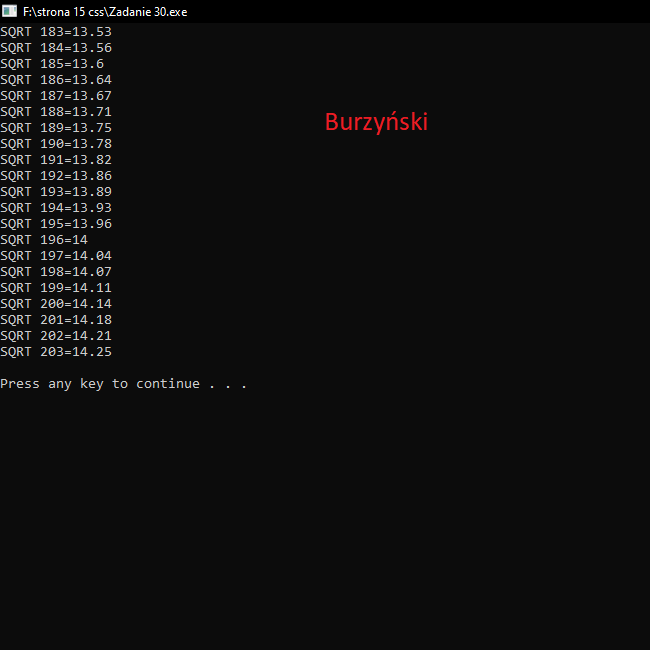 F:\strona 15 css\Zadanie 30.exe
SQRT 183=13.53
SQRT 184=13.56
SQRT 185=13.6
SQRT 186=13.64
SQRT 187=13.67
SQRT 188=13.71
Burzyński
SQRT 189=13.75
SQRT 190=13.78
SQRT 191=13.82
SQRT 192=13.86
SQRT 193=13.89
SQRT 194=13.93
SQRT 195=13.96
SQRT 196=14
SQRT 197=14.04
SQRT 198=14.07
SQRT 199=14.11
SQRT 200=14.14
SQRT 201=14.18
SQRT 202=14.21
SQRT 203=14.25
Press any key to continue . . .